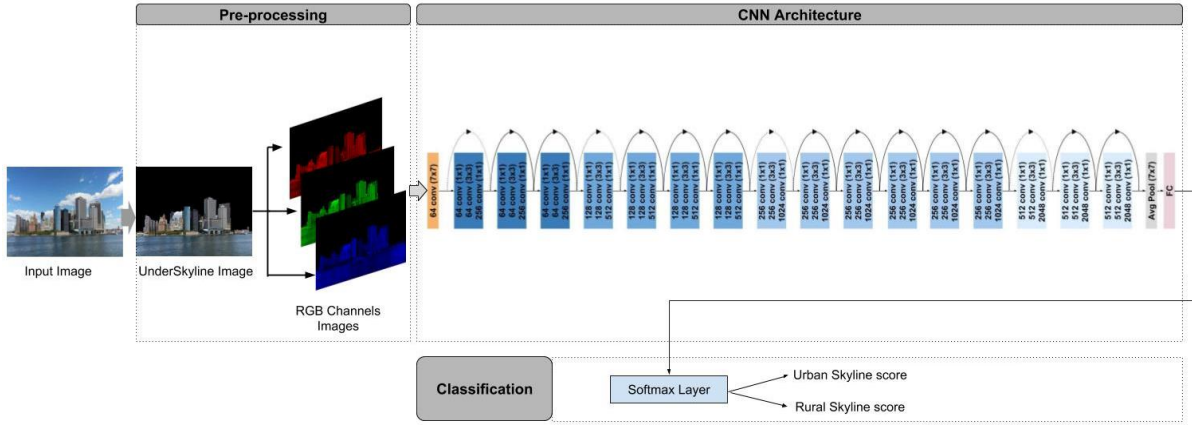 Pre-processing
CNN Architecture
64 conv (7x7)
64 conv (1x1)
64 conv (3x3)
256 conv (1x1)
64 conv (1x1)
64 conv (3x3)
256 conv (1x1)
64 conv (1x1)
64 conv (3x3)
256 conv (1x1)
128 conv (1x1)
128 conv (3x3)
512 conv (1x1)
128 conv (1x1)
128 conv (3x3)
512 conv (1x1)
128 conv (1x1)
128 conv (3x3)
512 conv (1x1)
128 conv (1x1)
128 conv (3x3)
512 conv (1x1)
256 conv (1x1)
256 conv (3x3)
1024 conv (1x1)
256 conv (1x1)
256 conv (3x3)
1024 conv (1x1)
256 conv (1x1)
256 conv (3x3)
1024 conv (1x1)
256 conv (1x1)
256 conv (3x3)
1024 conv (1x1)
256 conv (1x1)
256 conv (3x3)
1024 conv (1x1)
256 conv (1x1)
256 conv (3x3)
1024 conv (1x1)
512 conv (1x1)
512 conv (3x3)
2048 conv (1x1)
512 conv (1x1)
512 conv (3x3)
2048 conv (1x1)
512 conv (1x1)
512 conv (3x3)
2048 conv (1x1)
Avg Pool (7x7)
FC
Input Image
UnderSkyline Image
RGB Channels
Images
Classification
Softmax Layer
Urban Skyline score
Rural Skyline score